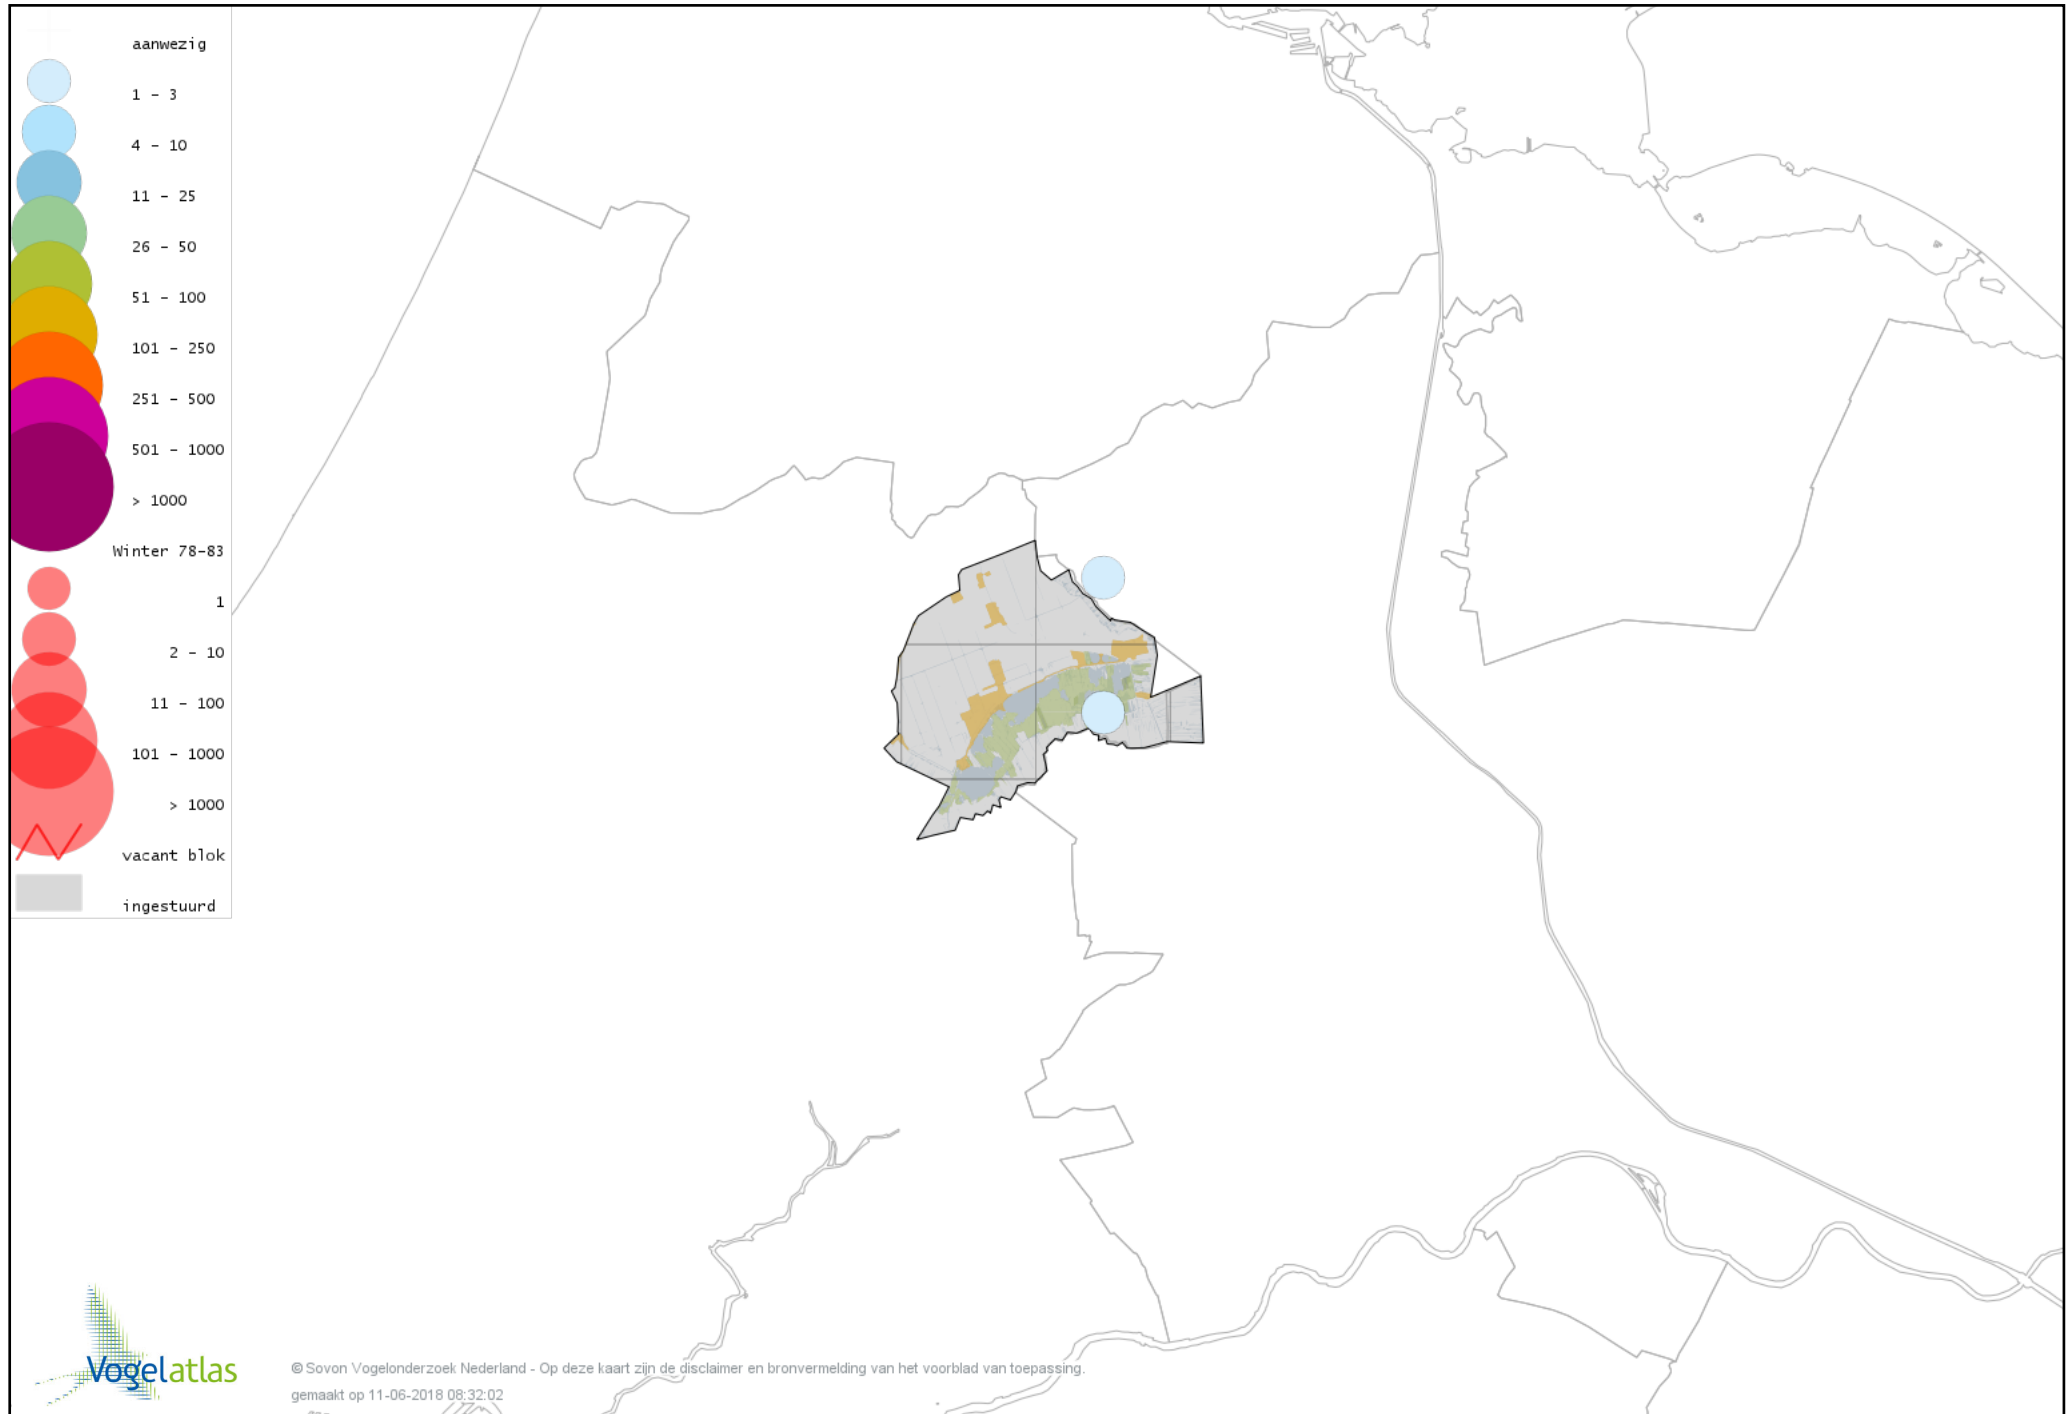 aanwezig
1 - 3
4 - 10
11 - 25
26 - 50
51 - 100
101 - 250
251 - 500
501 - 1000
> 1000
Winter 78-83
1
2 - 10
11 - 100
101 - 1000
> 1000
vacant blok
ingestuurd
Vogelatlas
© Sovon Vogelonderzoek Nederland - Op deze kaart zijn de disclaimer en bronvermelding van het voorblad van toepassing.
gemaakt op 11-06-2018 08:32:02